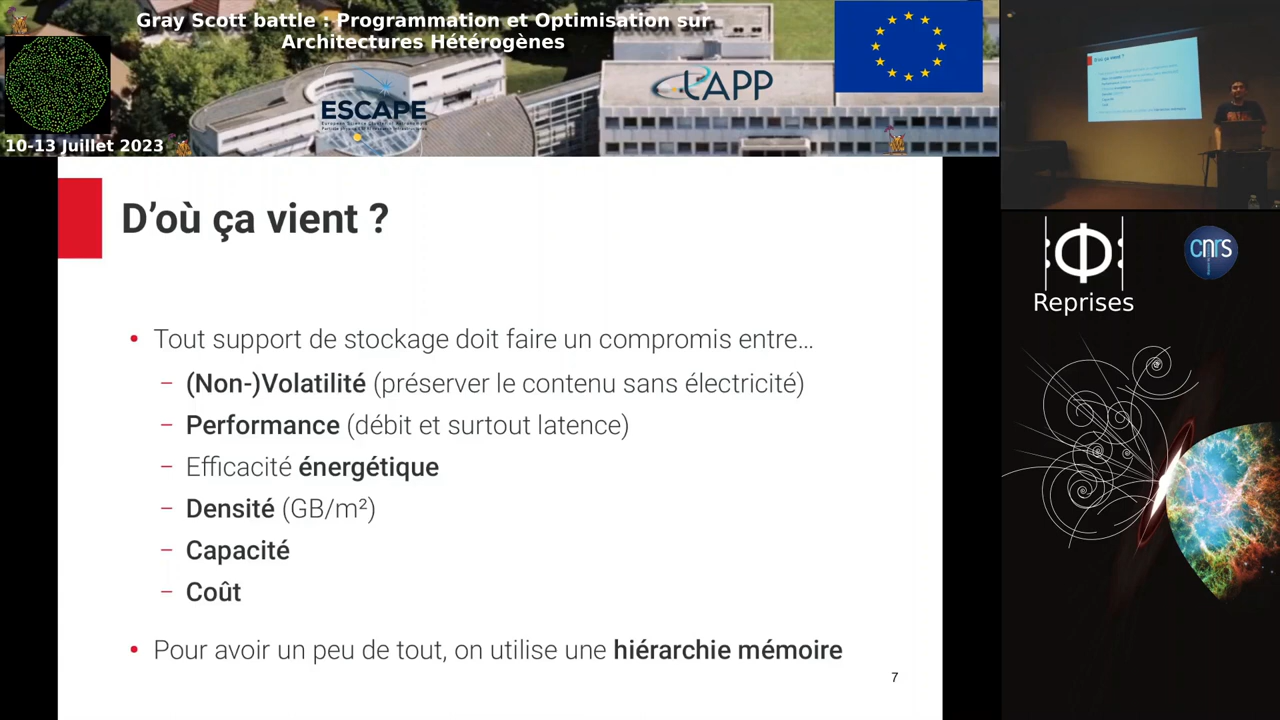 Gray Scott battle : Programmation et Optimisation sur
Architectures Hétérogènes
ESCAPE
LAPP
10-13 Juillet 2023
D'où ça vient ?
• Tout support de stockage doit faire un compromis entre...
– (Non-)Volatilité (préserver le contenu sans électricité)
– Performance (débit et surtout latence)
– Efficacité énergétique
– Densité (GB/m²)
– Capacité
– Coût
• Pour avoir un peu de tout, on utilise une hiérarchie mémoire
7
D'où ça vient ?
Reprises
cnrs